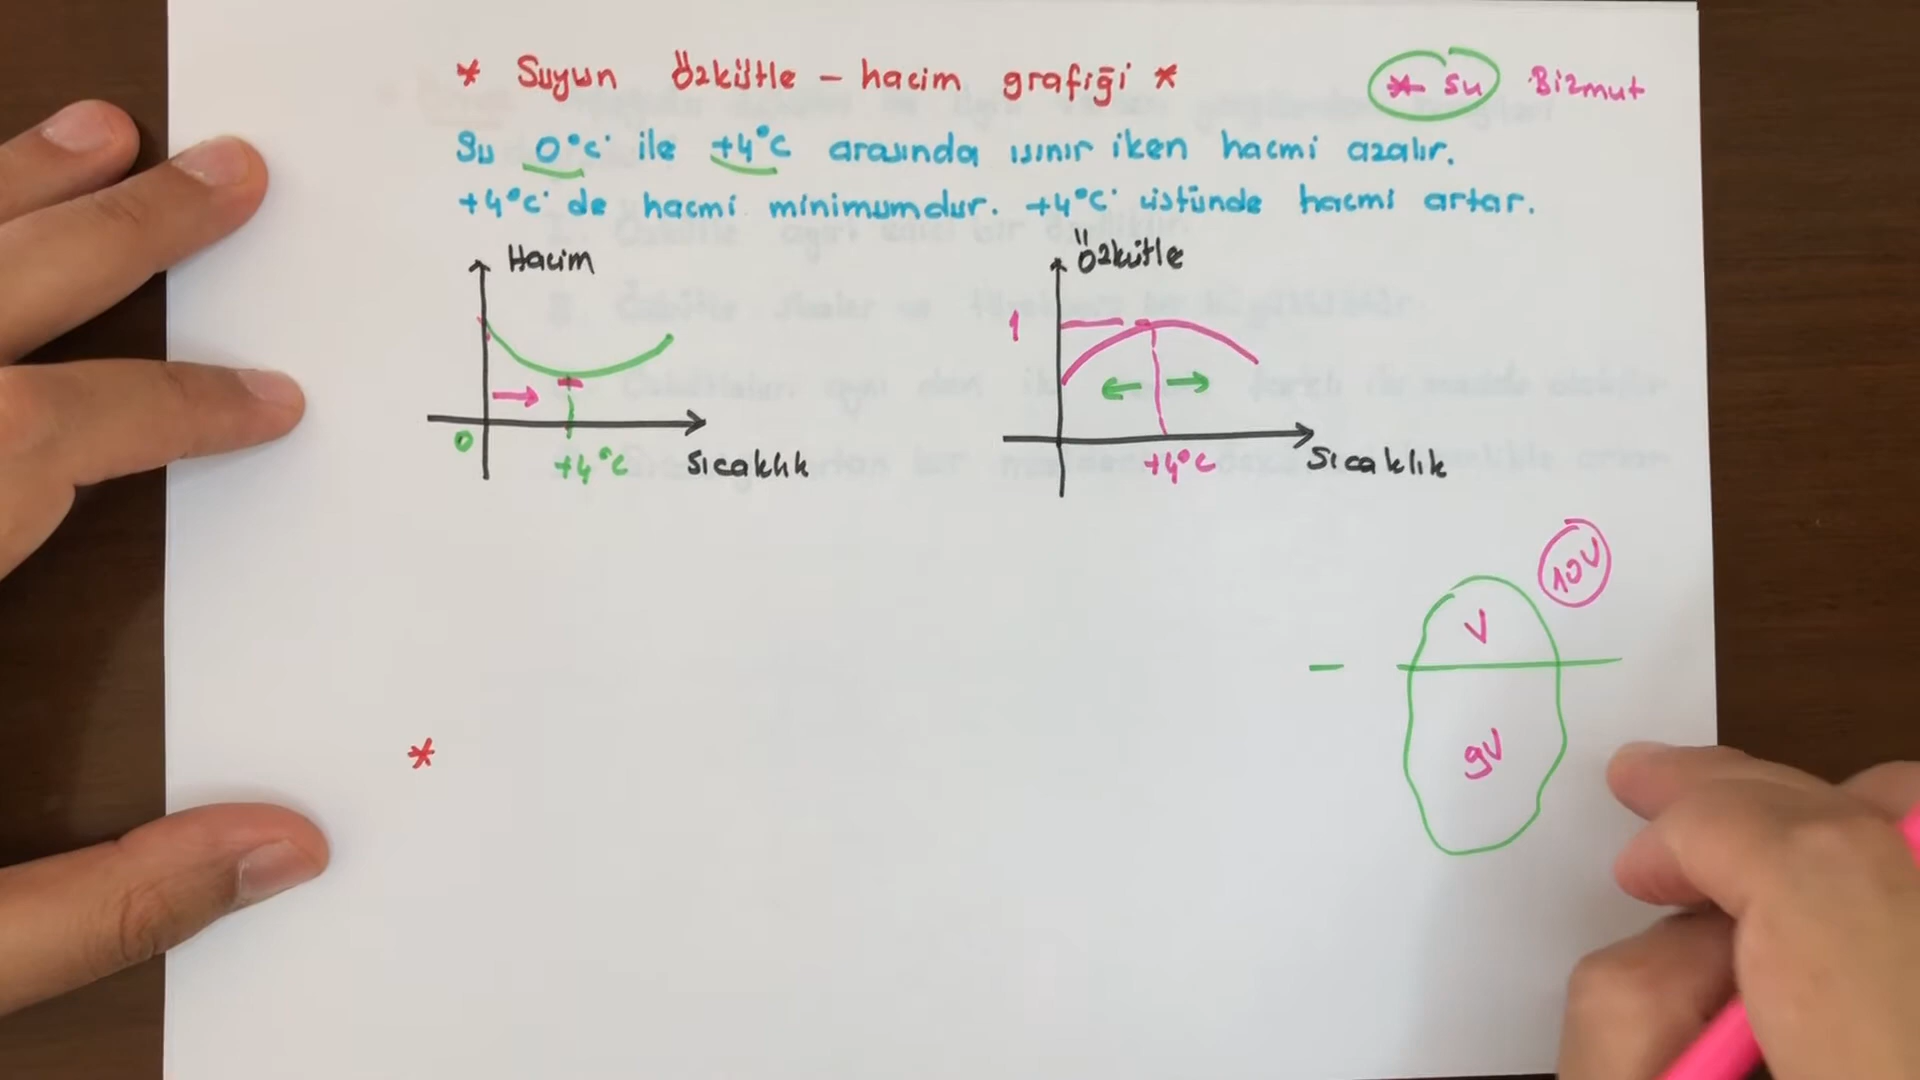 * Suyun Özkütle - hacim grafiği *
* Su Bizmut
Su 0°C ile +4°C arasında ısınır iken hacmi azalır.
+4°C de hacmi minimumdur. +4°C üstünde hacmi artar.
Hacim
0
+4°C
Sıcaklık
Özkütle
1
+4°C
Sıcaklık
10V
V
9V
*